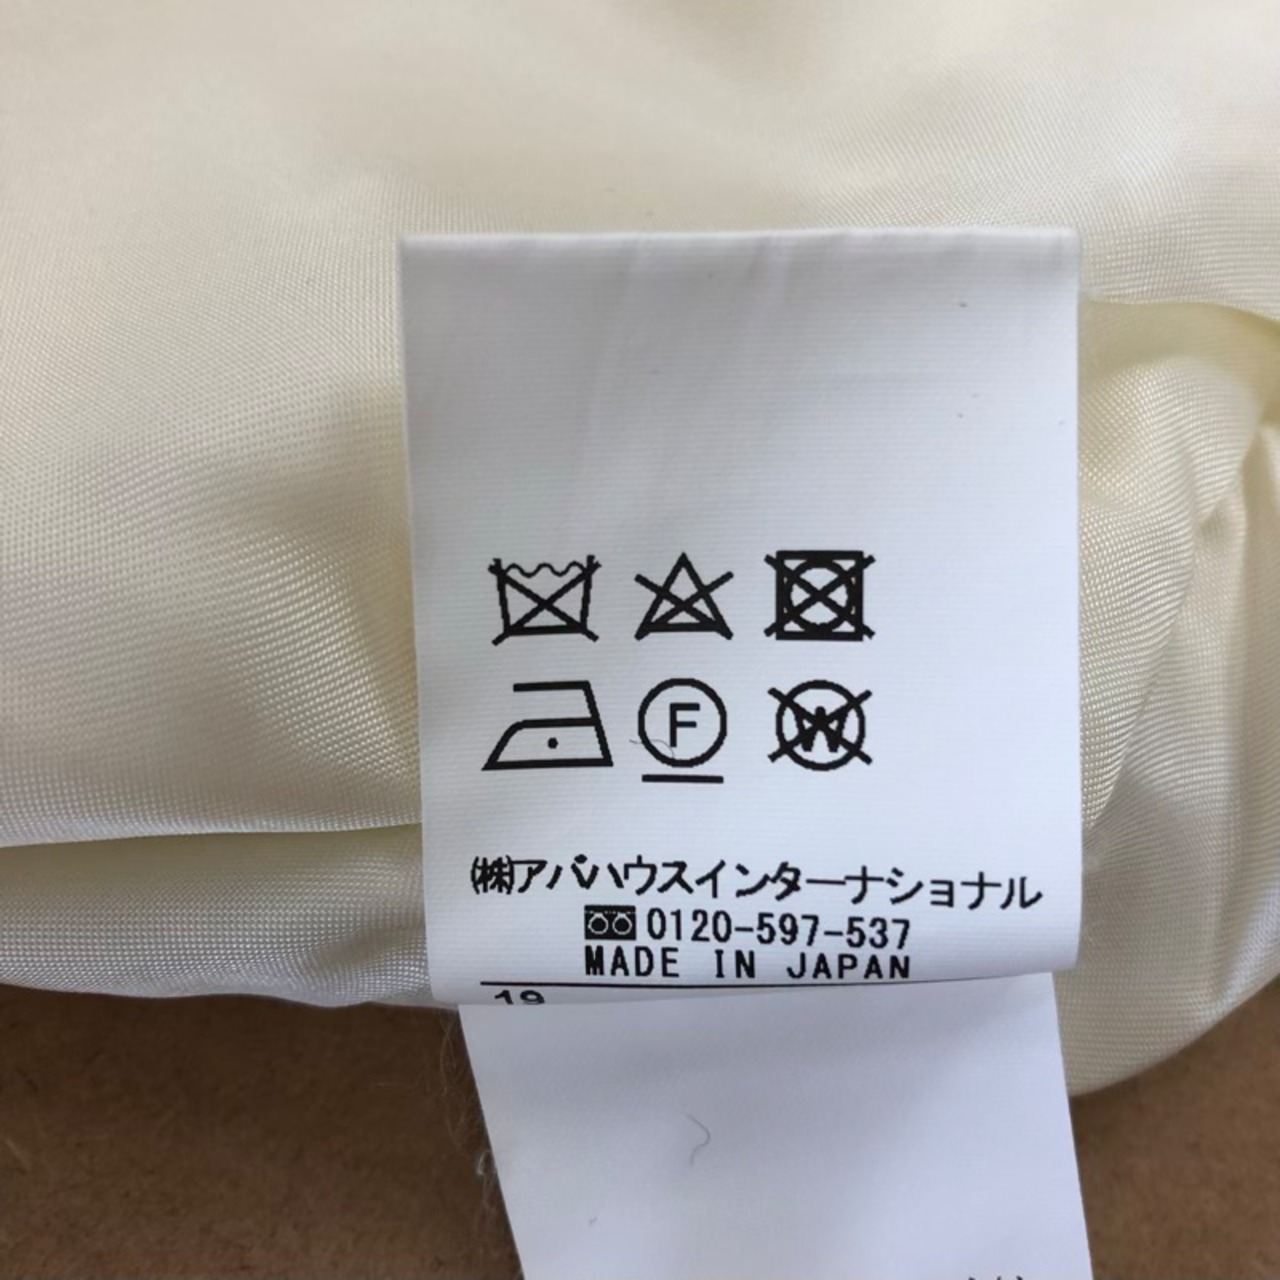 F W
(株)アバハウスインターナショナル
0120-597-537
MADE IN JAPAN
19